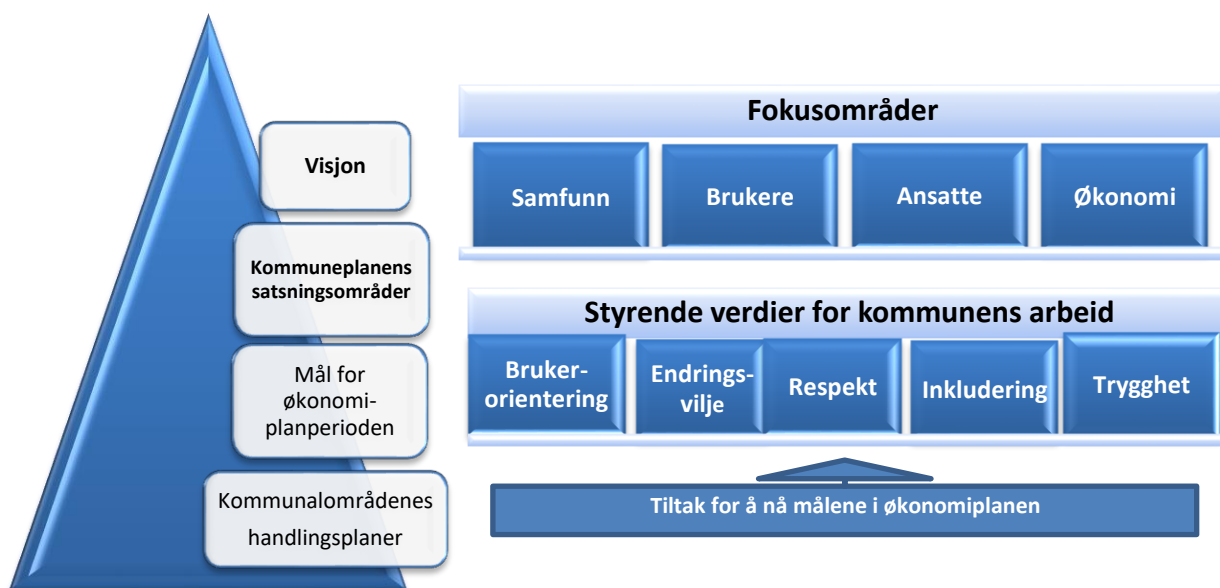 Visjon
Kommuneplanens
satsningsområder
Mål for
økonomi-
planperioden
Kommunalområdenes
handlingsplaner
Fokusområder
Samfunn
Brukere
Ansatte
Økonomi
Styrende verdier for kommunens arbeid
Bruker-
orientering
Endrings-
vilje
Respekt
Inkludering
Trygghet
Tiltak for å nå målene i økonomiplanen